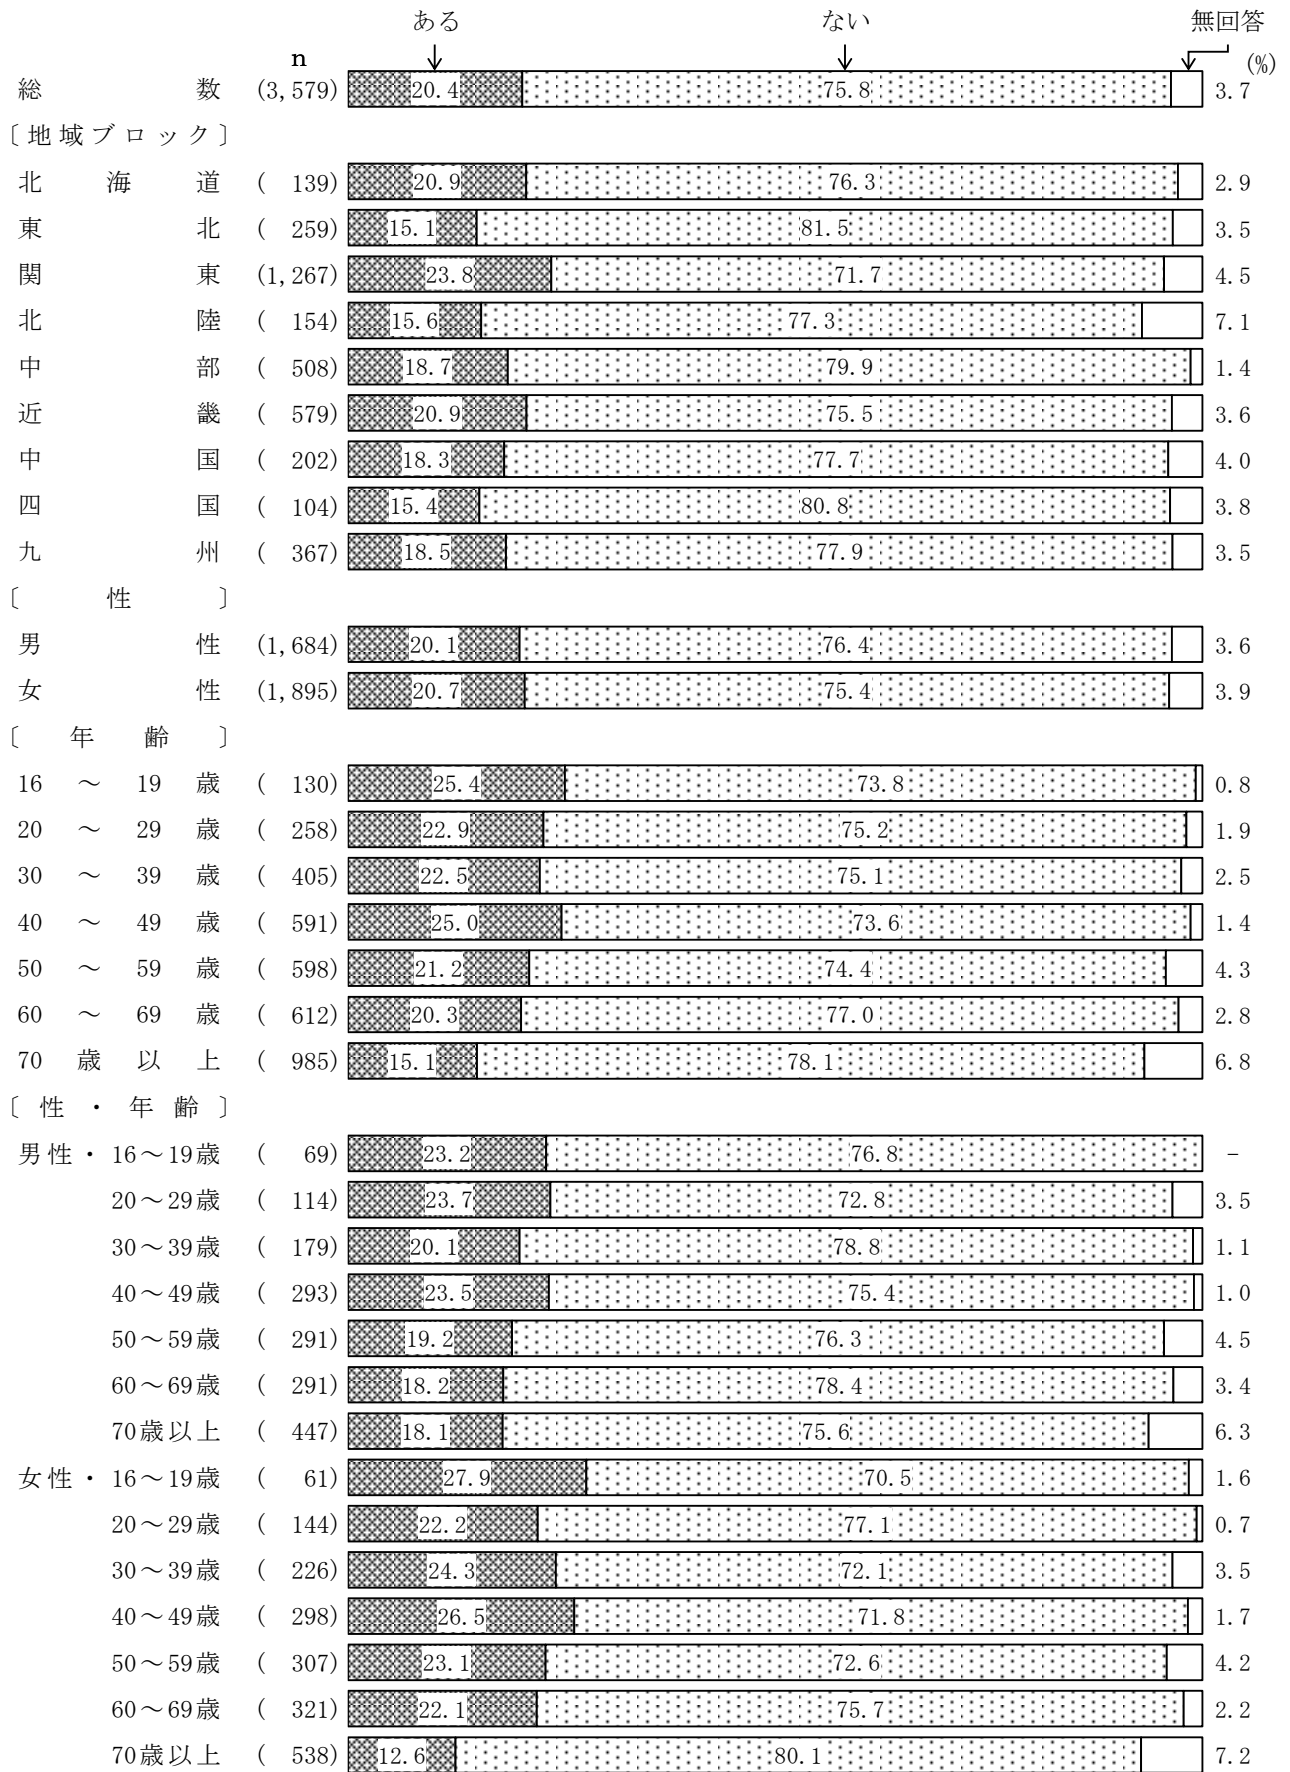 ある ない 無回答
n (%)
総数 (3,579) 20.4 75.8 3.7
〔地域ブロック〕
北海道 (139) 20.9 76.3 2.9
東北 (259) 15.1 81.5 3.5
関東 (1,267) 23.8 71.7 4.5
北陸 (154) 15.6 77.3 7.1
中部 (508) 18.7 79.9 1.4
近畿 (579) 20.9 75.5 3.6
中国 (202) 18.3 77.7 4.0
四国 (104) 15.4 80.8 3.8
九州 (367) 18.5 77.9 3.5
〔性〕
男性 (1,684) 20.1 76.4 3.6
女性 (1,895) 20.7 75.4 3.9
〔年齢〕
16～19歳 (130) 25.4 73.8 0.8
20～29歳 (258) 22.9 75.2 1.9
30～39歳 (405) 22.5 75.1 2.5
40～49歳 (591) 25.0 73.6 1.4
50～59歳 (598) 21.2 74.4 4.3
60～69歳 (612) 20.3 77.0 2.8
70歳以上 (985) 15.1 78.1 6.8
〔性・年齢〕
男性・16～19歳 (69) 23.2 76.8 -
20～29歳 (114) 23.7 72.8 3.5
30～39歳 (179) 20.1 78.8 1.1
40～49歳 (293) 23.5 75.4 1.0
50～59歳 (291) 19.2 76.3 4.5
60～69歳 (291) 18.2 78.4 3.4
70歳以上 (447) 18.1 75.6 6.3
女性・16～19歳 (61) 27.9 70.5 1.6
20～29歳 (144) 22.2 77.1 0.7
30～39歳 (226) 24.3 72.1 3.5
40～49歳 (298) 26.5 71.8 1.7
50～59歳 (307) 23.1 72.6 4.2
60～69歳 (321) 22.1 75.7 2.2
70歳以上 (538) 12.6 80.1 7.2